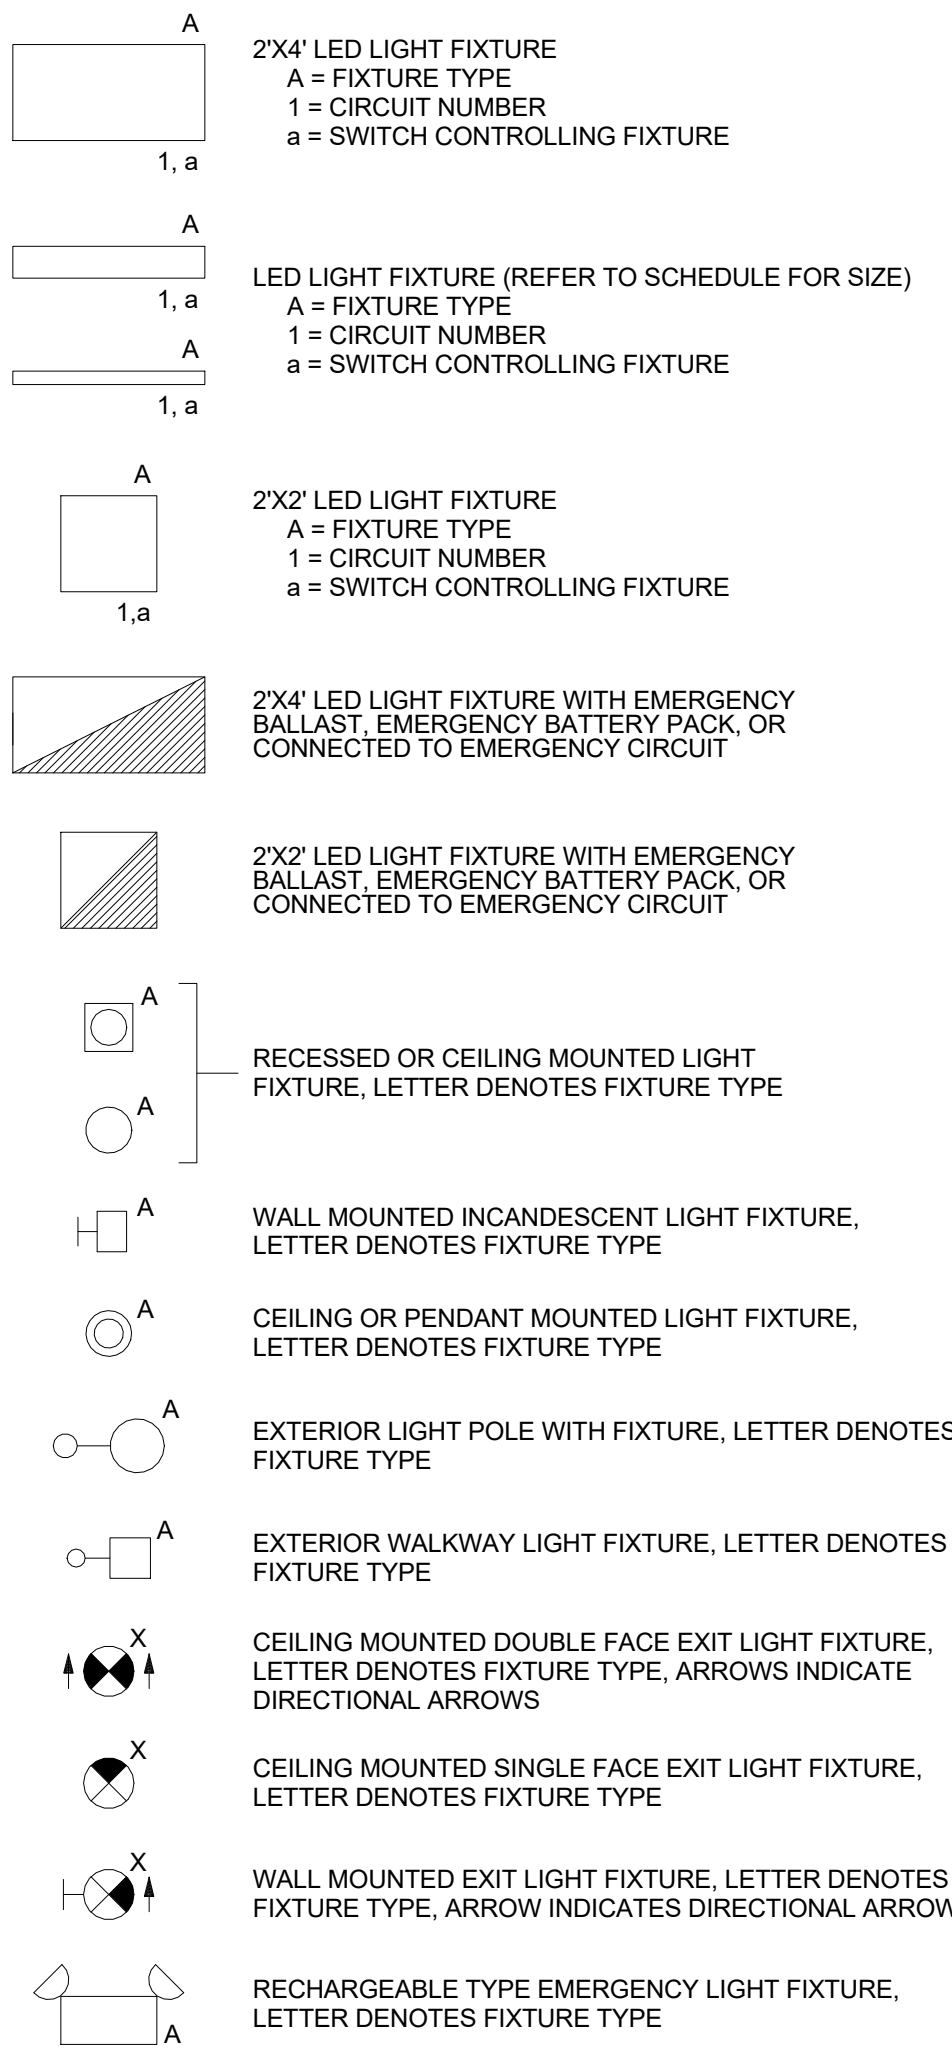 A
2'X4' LED LIGHT FIXTURE
A = FIXTURE TYPE
1 = CIRCUIT NUMBER
a = SWITCH CONTROLLING FIXTURE
1, a
A
1, a
A
1, a
LED LIGHT FIXTURE (REFER TO SCHEDULE FOR SIZE)
A = FIXTURE TYPE
1 = CIRCUIT NUMBER
a = SWITCH CONTROLLING FIXTURE
A
1,a
2'X2' LED LIGHT FIXTURE
A = FIXTURE TYPE
1 = CIRCUIT NUMBER
a = SWITCH CONTROLLING FIXTURE
2'X4' LED LIGHT FIXTURE WITH EMERGENCY
BALLAST, EMERGENCY BATTERY PACK, OR
CONNECTED TO EMERGENCY CIRCUIT
2'X2' LED LIGHT FIXTURE WITH EMERGENCY
BALLAST, EMERGENCY BATTERY PACK, OR
CONNECTED TO EMERGENCY CIRCUIT
A
A
RECESSED OR CEILING MOUNTED LIGHT
FIXTURE, LETTER DENOTES FIXTURE TYPE
A
WALL MOUNTED INCANDESCENT LIGHT FIXTURE,
LETTER DENOTES FIXTURE TYPE
A
CEILING OR PENDANT MOUNTED LIGHT FIXTURE,
LETTER DENOTES FIXTURE TYPE
A
EXTERIOR LIGHT POLE WITH FIXTURE, LETTER DENOTES
FIXTURE TYPE
A
EXTERIOR WALKWAY LIGHT FIXTURE, LETTER DENOTES
FIXTURE TYPE
X
CEILING MOUNTED DOUBLE FACE EXIT LIGHT FIXTURE,
LETTER DENOTES FIXTURE TYPE, ARROWS INDICATE
DIRECTIONAL ARROWS
X
CEILING MOUNTED SINGLE FACE EXIT LIGHT FIXTURE,
LETTER DENOTES FIXTURE TYPE
X
WALL MOUNTED EXIT LIGHT FIXTURE, LETTER DENOTES
FIXTURE TYPE, ARROW INDICATES DIRECTIONAL ARROW
A
RECHARGEABLE TYPE EMERGENCY LIGHT FIXTURE,
LETTER DENOTES FIXTURE TYPE